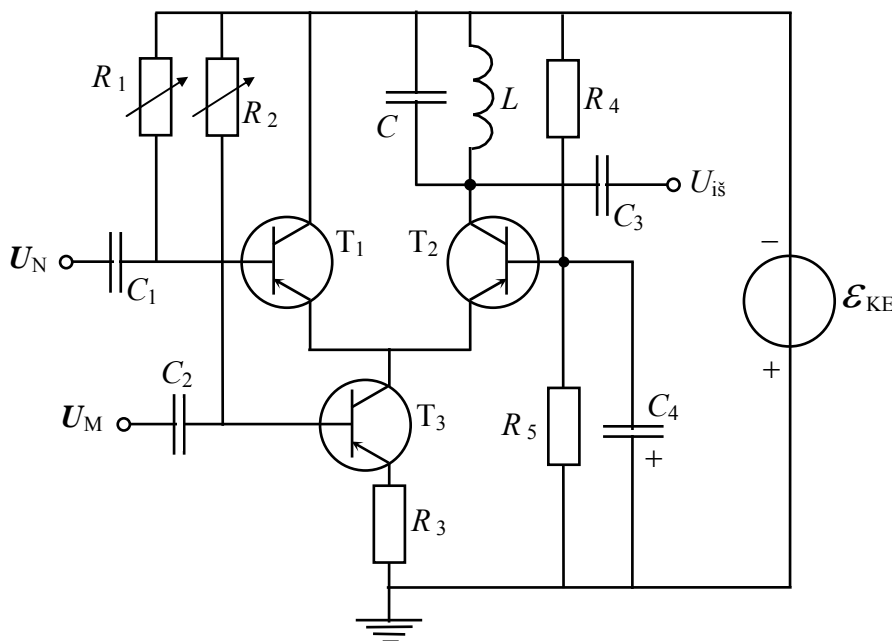 R1
R2
C
L
R4
Uiš
C3
UN
C1
T1
T2
−
ℰKE
+
C2
UM
T3
R5
C4
+
R3